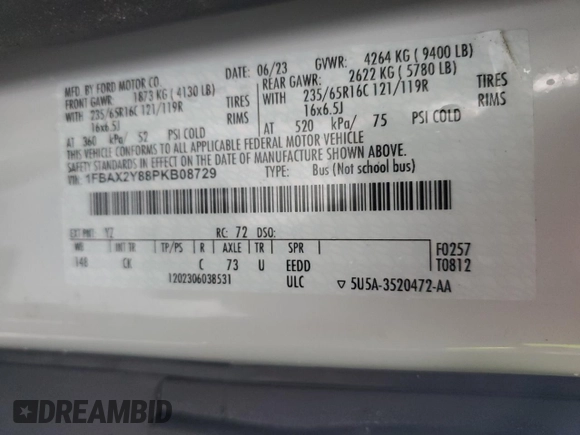 MFD. BY FORD MOTOR CO.
DATE: 06/23 GVWR: 4264 KG ( 9400 LB)
FRONT GAWR: 1873 KG ( 4130 LB)
REAR GAWR: 2622 KG ( 5780 LB)
WITH 235/65R16C 121/119R TIRES
WITH 235/65R16C 121/119R TIRES
16x6.5J RIMS
16x6.5J RIMS
AT 360 kPa/ 52 PSI COLD
AT 520 kPa/ 75 PSI COLD
THIS VEHICLE CONFORMS TO ALL APPLICABLE FEDERAL MOTOR VEHICLE
SAFETY STANDARDS IN EFFECT ON THE DATE OF MANUFACTURE SHOWN ABOVE.
VIN: 1FBAX2Y88PKB08729
TYPE: Bus (Not school bus)
EXT PNT: YZ RC: 72 DSO:
WB INT TR TP/PS R AXLE TR SPR
148 CK C 73 U EEDD
F0257
T0812
1202306038531 ULC
▽ 5U5A-3520472-AA
DREAMBID